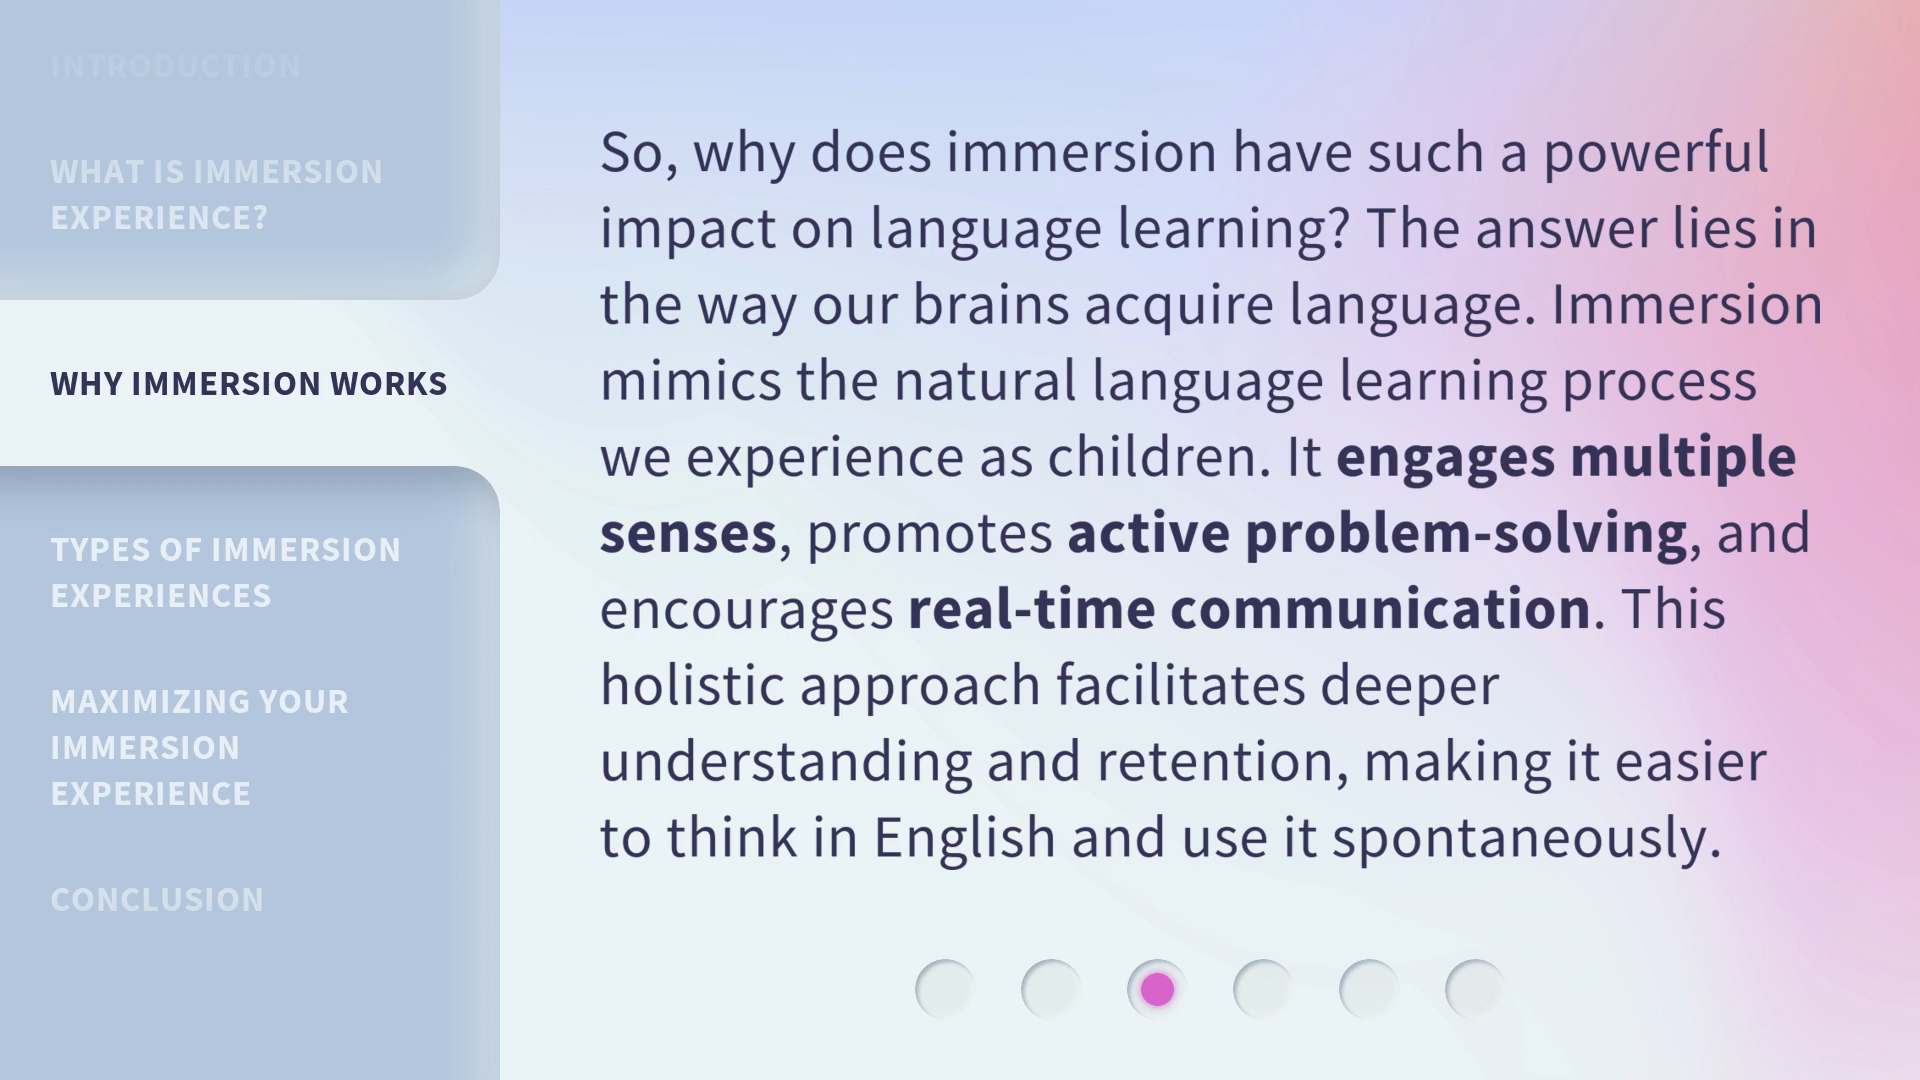 INTRODUCTION
WHAT IS IMMERSION
EXPERIENCE?
WHY IMMERSION WORKS
TYPES OF IMMERSION
EXPERIENCES
MAXIMIZING YOUR
IMMERSION
EXPERIENCE
CONCLUSION
So, why does immersion have such a powerful
impact on language learning? The answer lies in
the way our brains acquire language. Immersion
mimics the natural language learning process
we experience as children. It engages multiple
senses, promotes active problem-solving, and
encourages real-time communication. This
holistic approach facilitates deeper
understanding and retention, making it easier
to think in English and use it spontaneously.